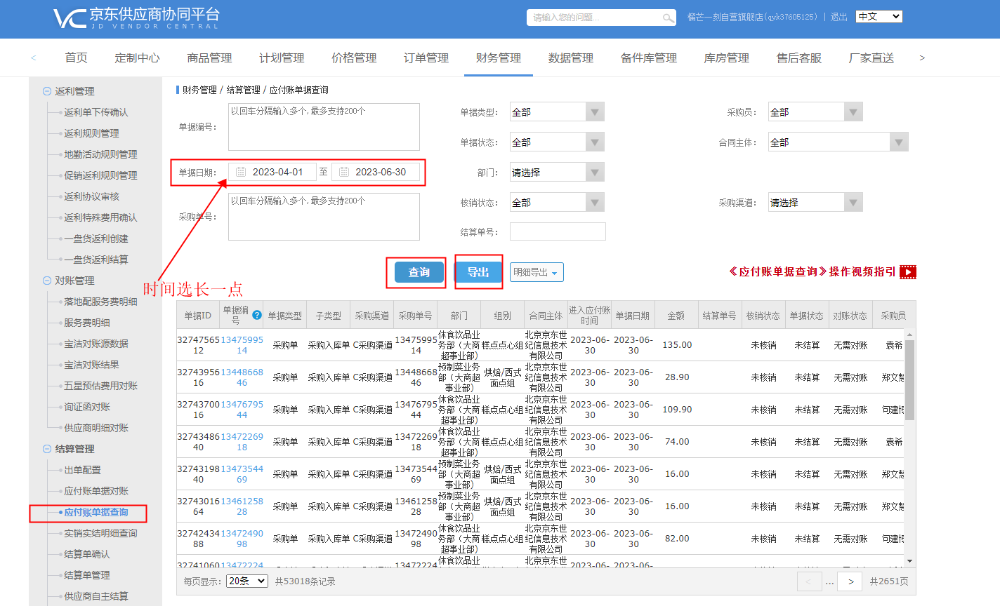 京东供应商协同平台
JD VENDOR CENTRAL
请输入您的问题...
榴芒一刻自营旗舰店(qyk37605125) | 退出 中文
< 首页 定制中心 商品管理 计划管理 价格管理 订单管理 财务管理 数据管理 备件库管理 库房管理 售后客服 厂家直送 >
返利管理
返利单下传确认
返利规则管理
地勤活动规则管理
促销返利规则管理
返利协议审核
返利特殊费用确认
一盘货返利创建
一盘货返利结算
对账管理
落地配服务费明细
服务费明细
宝洁对账源数据
宝洁对账结果
五星预估费用对账
询证函对账
供应商明细对账
结算管理
出单配置
应付账单据对账
应付账单据查询
实销实结明细查询
结算单确认
结算单管理
供应商自主结算
财务管理 / 结算管理 / 应付账单据查询
单据编号: 以回车分隔输入多个,最多支持200个
单据类型: 全部
采购员: 全部
单据状态: 全部
合同主体: 全部
单据日期: 2023-04-01 至 2023-06-30
部门: 请选择
采购单号: 以回车分隔输入多个,最多支持200个
核销状态: 全部
采购渠道: 请选择
结算单号:
时间选长一点
查询 导出 明细导出
《应付账单据查询》操作视频指引
单据ID 单据编号 ? 单据类型 子类型 采购渠道 采购单号 部门 组别 合同主体 进入应付账时间 单据日期 金额 结算单号 核销状态 单据状态 对账状态 采购员
3274756512 1347599514 采购单 采购入库单 C采购渠道 1347599514 休食饮品业务部（大商超事业部） 糕点点心组 北京京东世纪信息技术有限公司 2023-06-30 2023-06-30 135.00 未核销 未结算 无需对账 袁希
3274395616 1344866846 采购单 采购入库单 C采购渠道 1344866846 预制菜业务部（大商超事业部） 烘焙/西式面点组 北京京东世纪信息技术有限公司 2023-06-30 2023-06-30 28.90 未核销 未结算 无需对账 郑文慧
3274370016 1347679544 采购单 采购入库单 C采购渠道 1347679544 休食饮品业务部（大商超事业部） 糕点点心组 北京京东世纪信息技术有限公司 2023-06-30 2023-06-30 109.90 未核销 未结算 无需对账
3274348640 1347226918 采购单 采购入库单 C采购渠道 1347226918 休食饮品业务部（大商超事业部） 糕点点心组 北京京东世纪信息技术有限公司 2023-06-30 2023-06-30 74.00 未核销 未结算 无需对账 袁希
3274319840 1347354469 采购单 采购入库单 C采购渠道 1347354469 预制菜业务部（大商超事业部） 烘焙/西式面点组 北京京东世纪信息技术有限公司 2023-06-30 2023-06-30 16.00 未核销 未结算 无需对账 郑文慧
3274301664 1346125828 采购单 采购入库单 C采购渠道 1346125828 预制菜业务部（大商超事业部） 烘焙/西式面点组 北京京东世纪信息技术有限公司 2023-06-30 2023-06-30 16.00 未核销 未结算 无需对账 郑文慧
3274243488 1347249098 采购单 采购入库单 C采购渠道 1347249098 休食饮品业务部（大商超事业部） 糕点点心组 北京京东世纪信息技术有限公司 2023-06-30 2023-06-30 82.00 未核销 未结算 无需对账
32741060 13472224 13472224 休食饮品业务部（大商 北京京东世纪信息技术 2023-06- 2023-06-
每页显示: 20条 共53018条记录 < ... > 共2651页